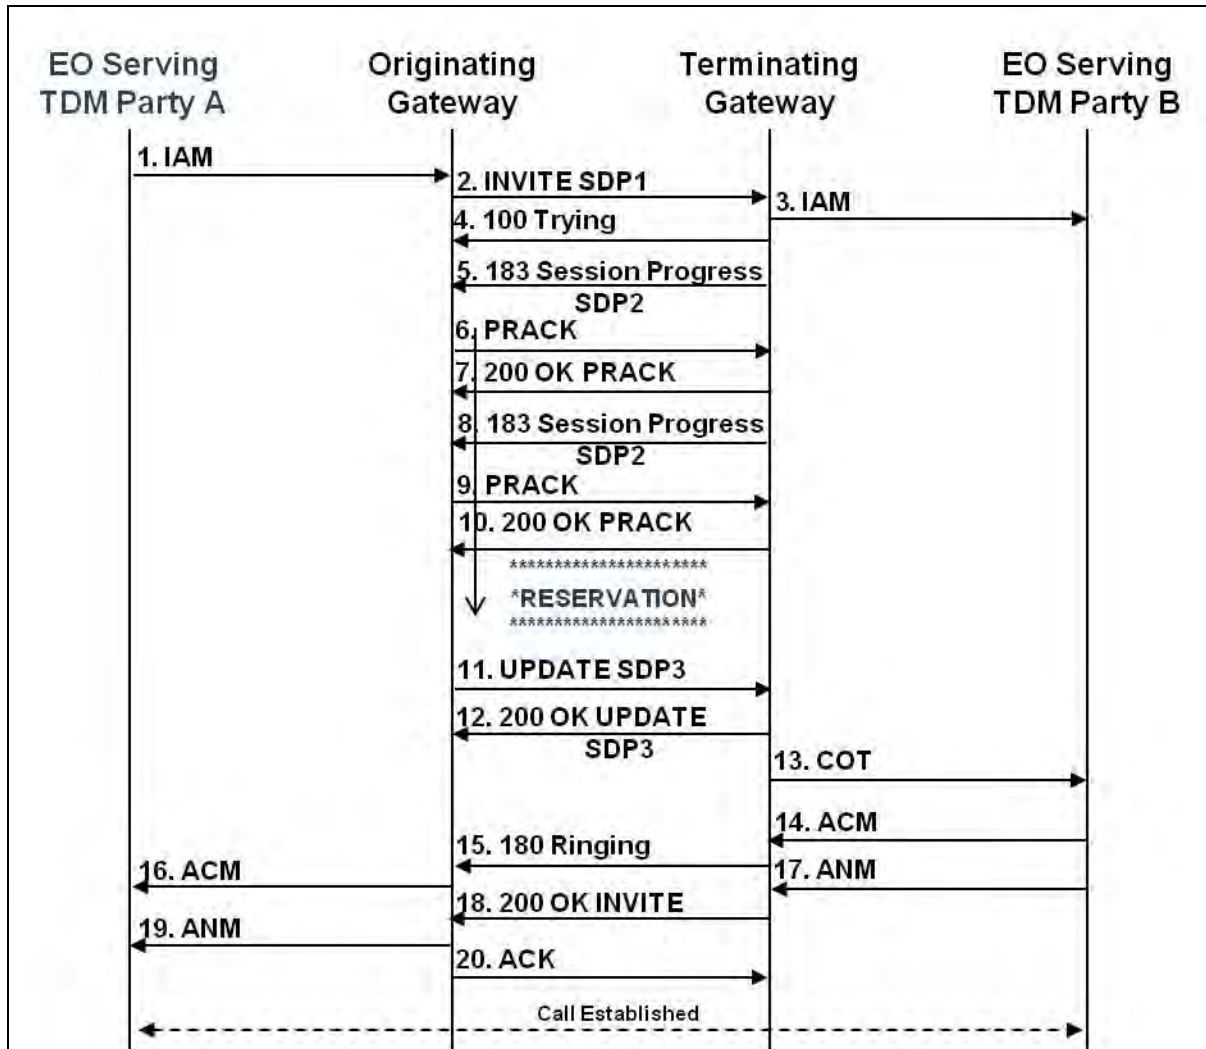 EO Serving
TDM Party A
Originating
Gateway
Terminating
Gateway
EO Serving
TDM Party B
1. IAM
2. INVITE SDP1
3. IAM
4. 100 Trying
5. 183 Session Progress
SDP2
6. PRACK
7. 200 OK PRACK
8. 183 Session Progress
SDP2
9. PRACK
10. 200 OK PRACK
**********************
*RESERVATION*
**********************
11. UPDATE SDP3
12. 200 OK UPDATE
SDP3
13. COT
14. ACM
15. 180 Ringing
16. ACM
17. ANM
18. 200 OK INVITE
19. ANM
20. ACK
Call Established